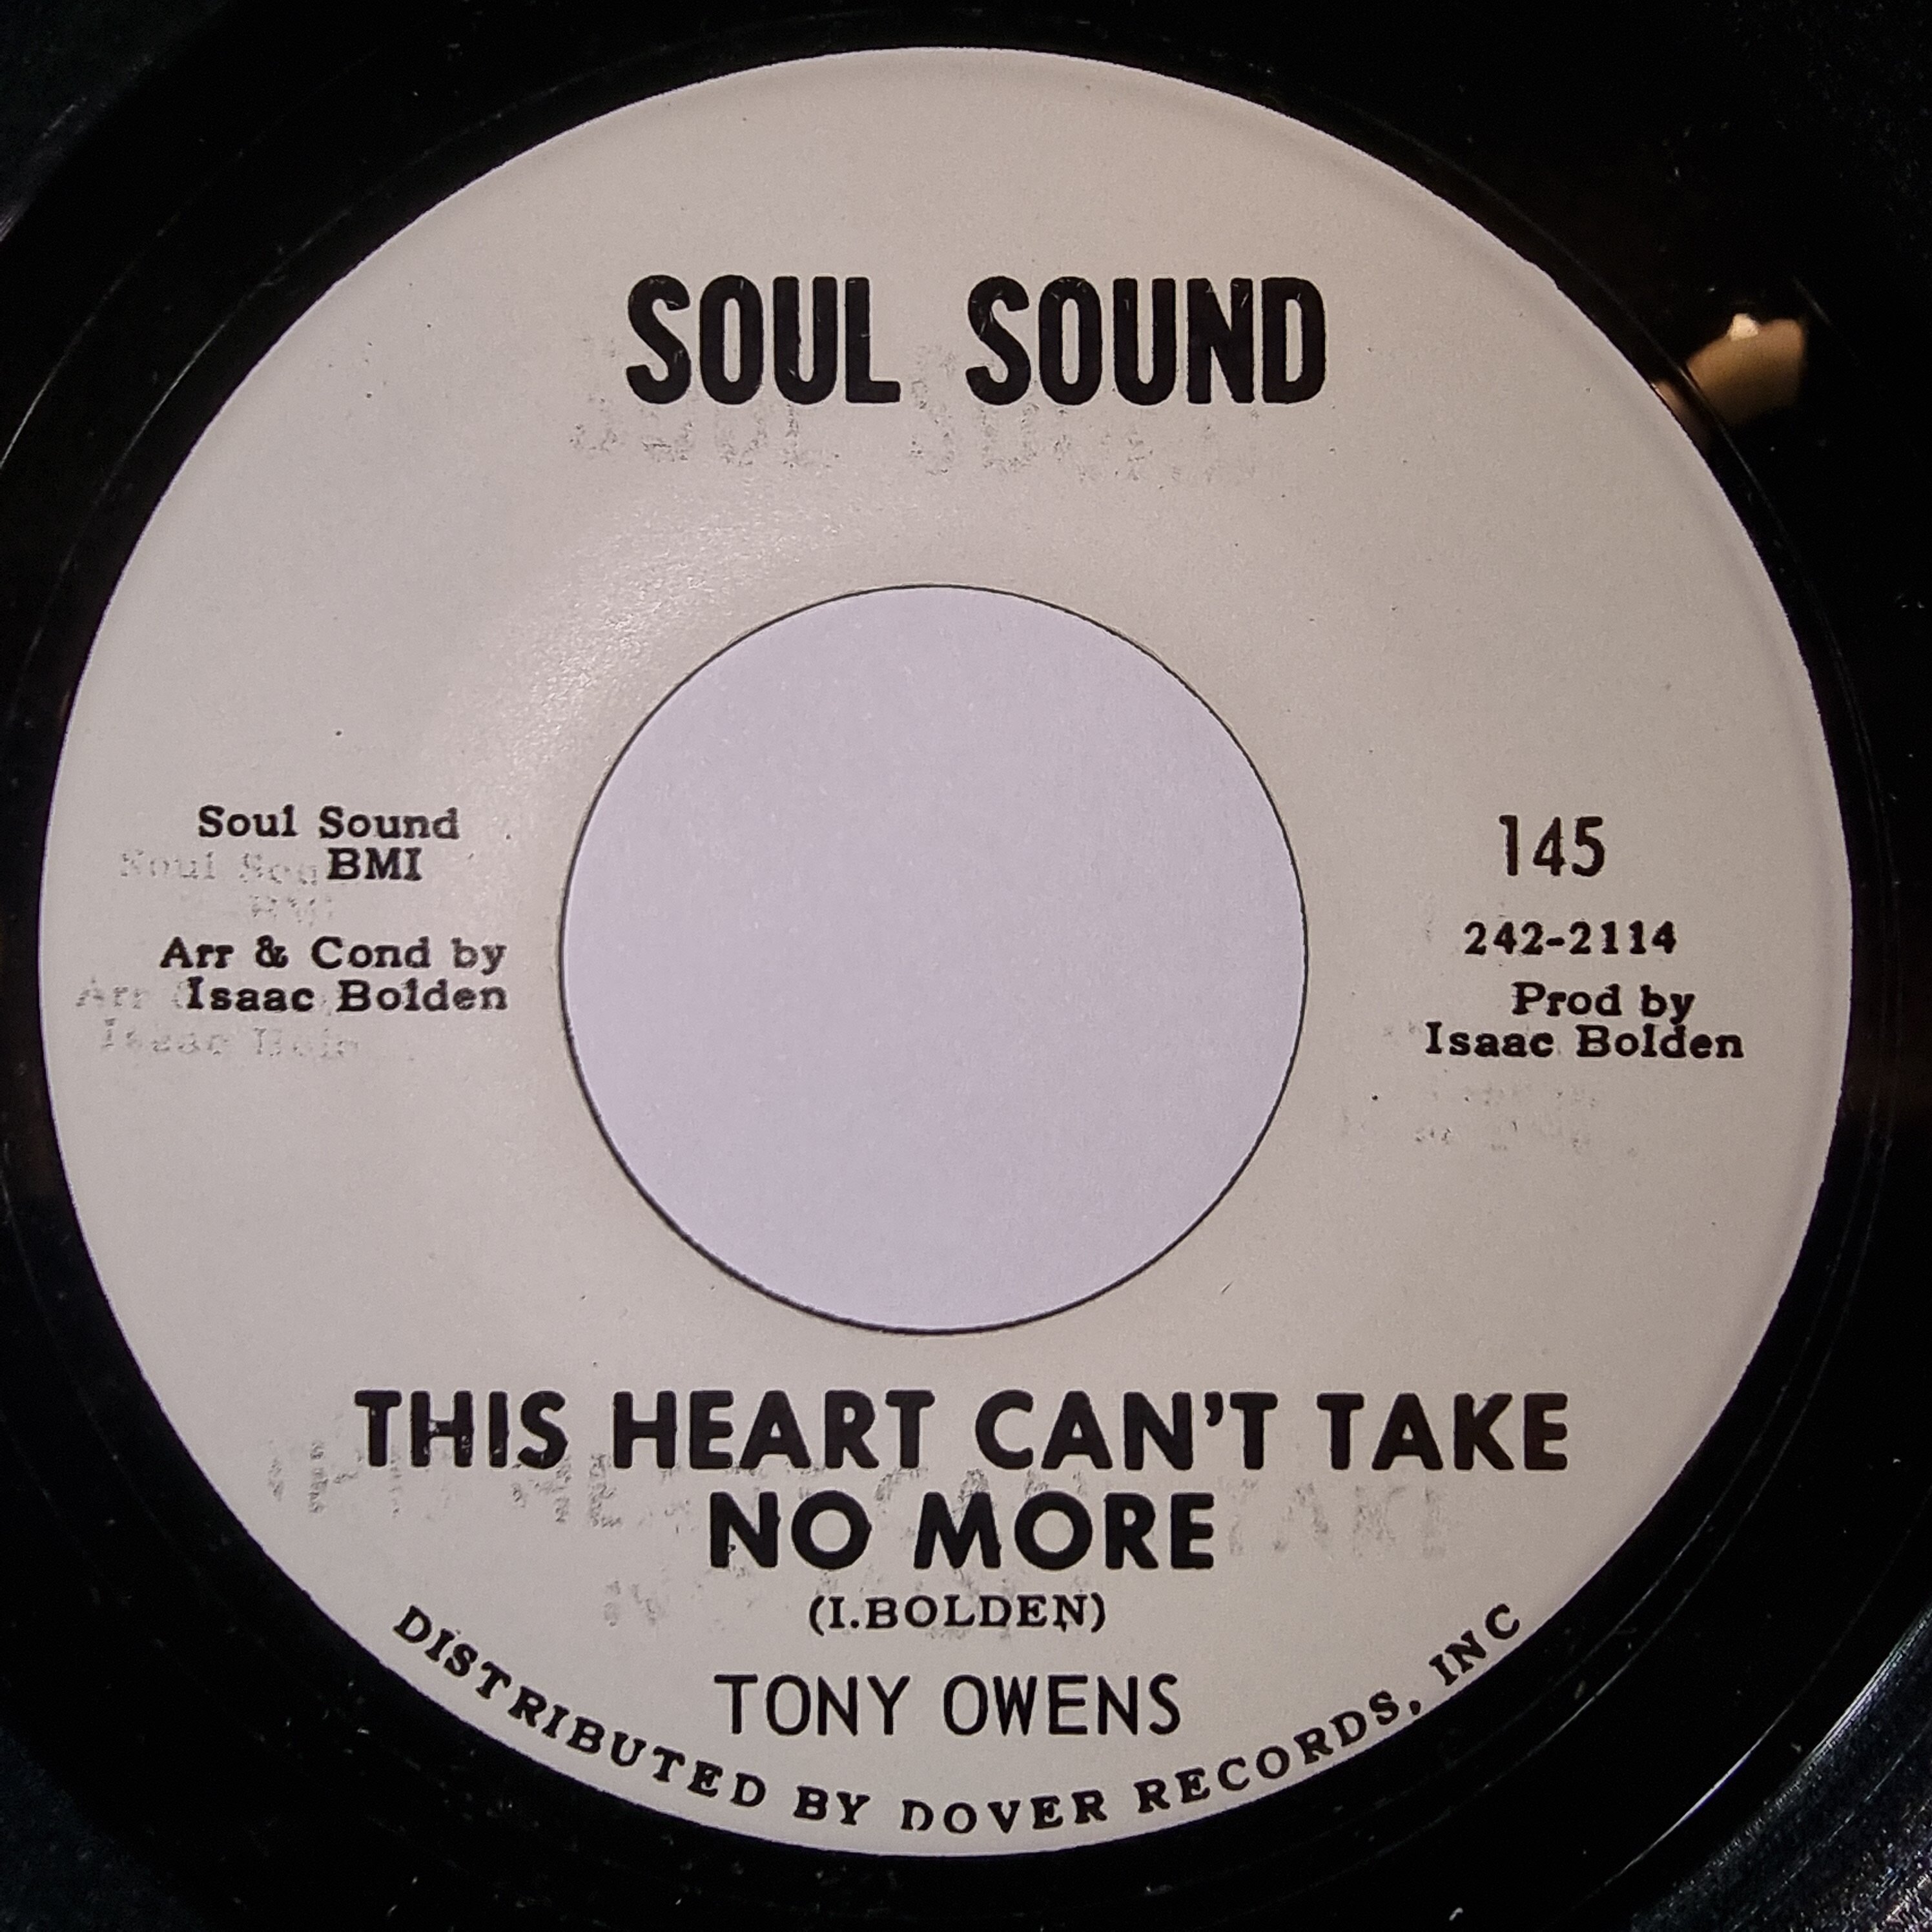 SOUL SOUND
Soul Sound
BMI
Arr & Cond by
Isaac Bolden
145
242-2114
Prod by
Isaac Bolden
THIS HEART CAN'T TAKE
NO MORE
(I.BOLDEN)
TONY OWENS
DISTRIBUTED BY DOVER RECORDS, INC